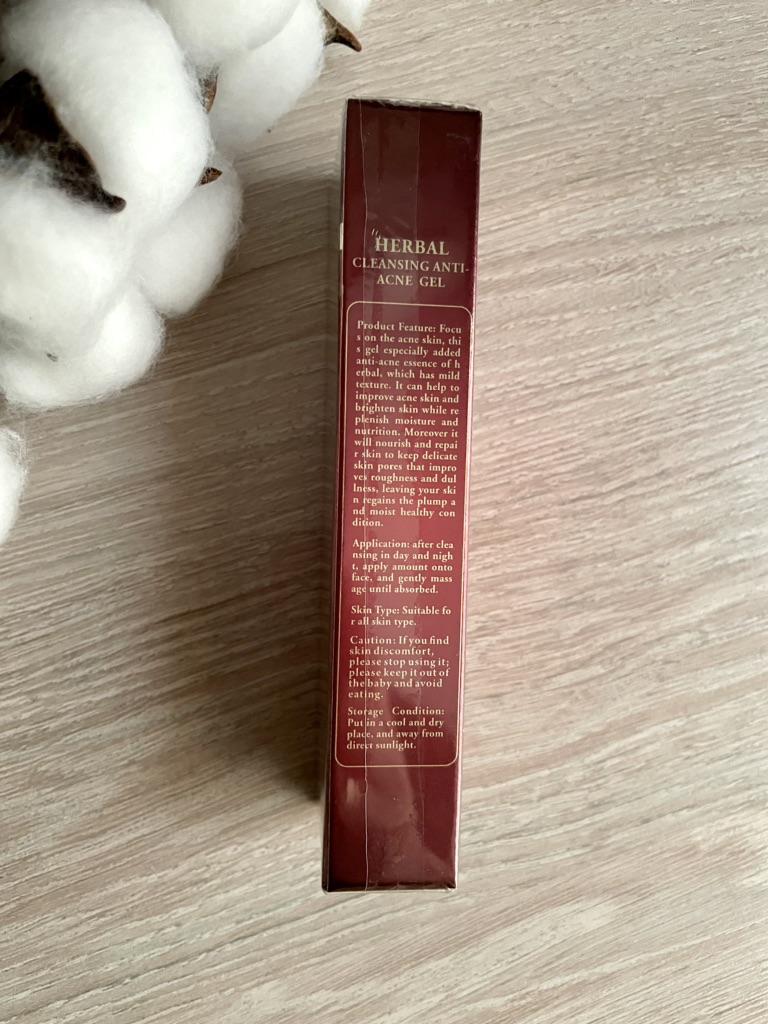 HERBAL
CLEANSING ANTI-
ACNE GEL
Product Feature: Focu
s on the acne skin, thi
s gel especially added
anti-acne essence of h
erbal, which has mild
texture. It can help to
improve acne skin and
brighten skin while re
plenish moisture and
nutrition. Moreover it
will nourish and repai
r skin to keep delicate
skin pores that impro
ves roughness and dul
lness, leaving your ski
n regains the plump a
nd moist healthy con
dition.
Application: after clea
nsing in day and nigh
t, apply amount onto
face, and gently mass
age until absorbed.
Skin Type: Suitable fo
r all skin type.
Caution: If you find
skin discomfort,
please stop using it;
please keep it out of
the baby and avoid
eating.
Storage Condition:
Put in a cool and dry
place, and away from
direct sunlight.